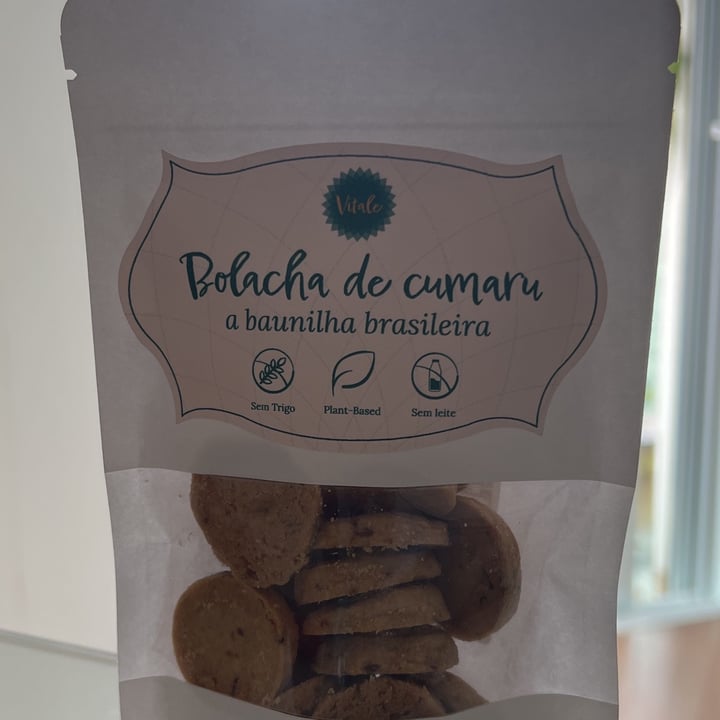 Vitale
Bolacha de cumaru
a baunilha brasileira
Sem Trigo
Plant-Based
Sem leite